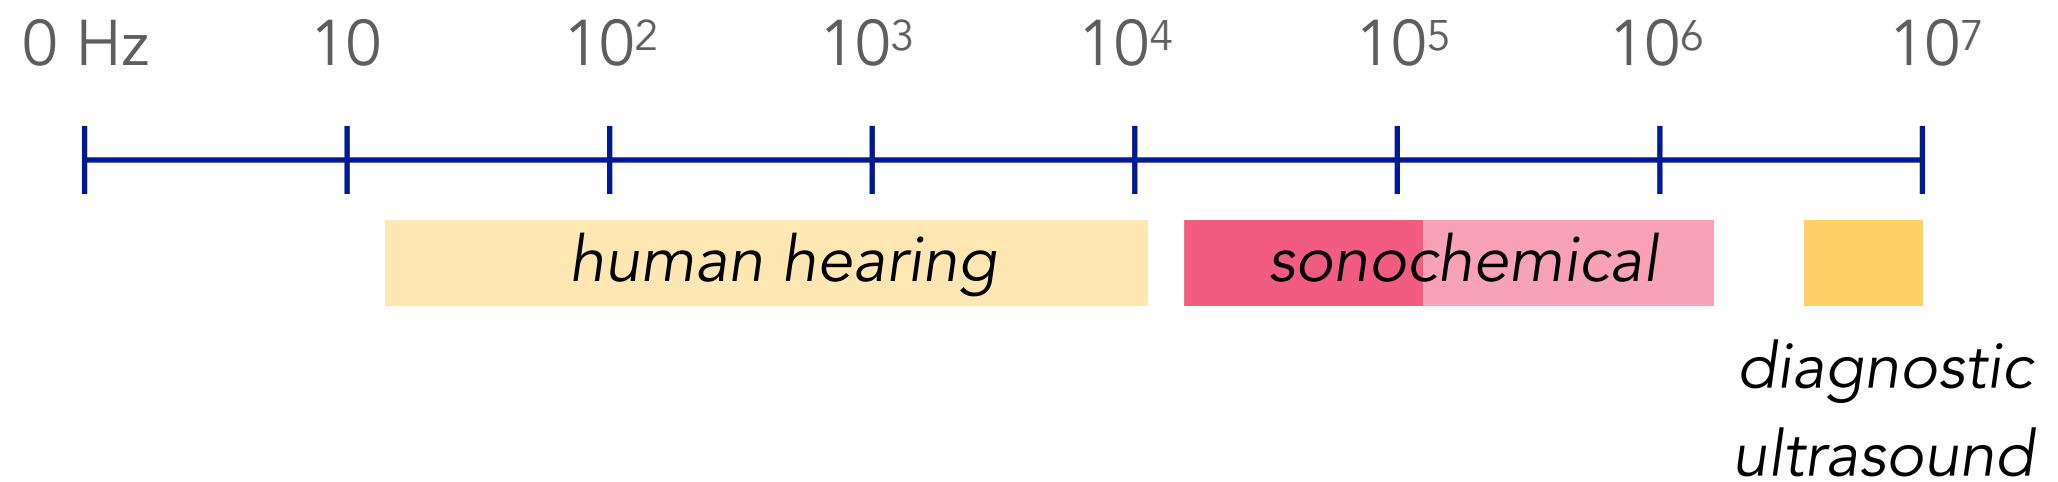 0 Hz 10 10² 10³ 10⁴ 10⁵ 10⁶ 10⁷
human hearing sonochemical
diagnostic
ultrasound